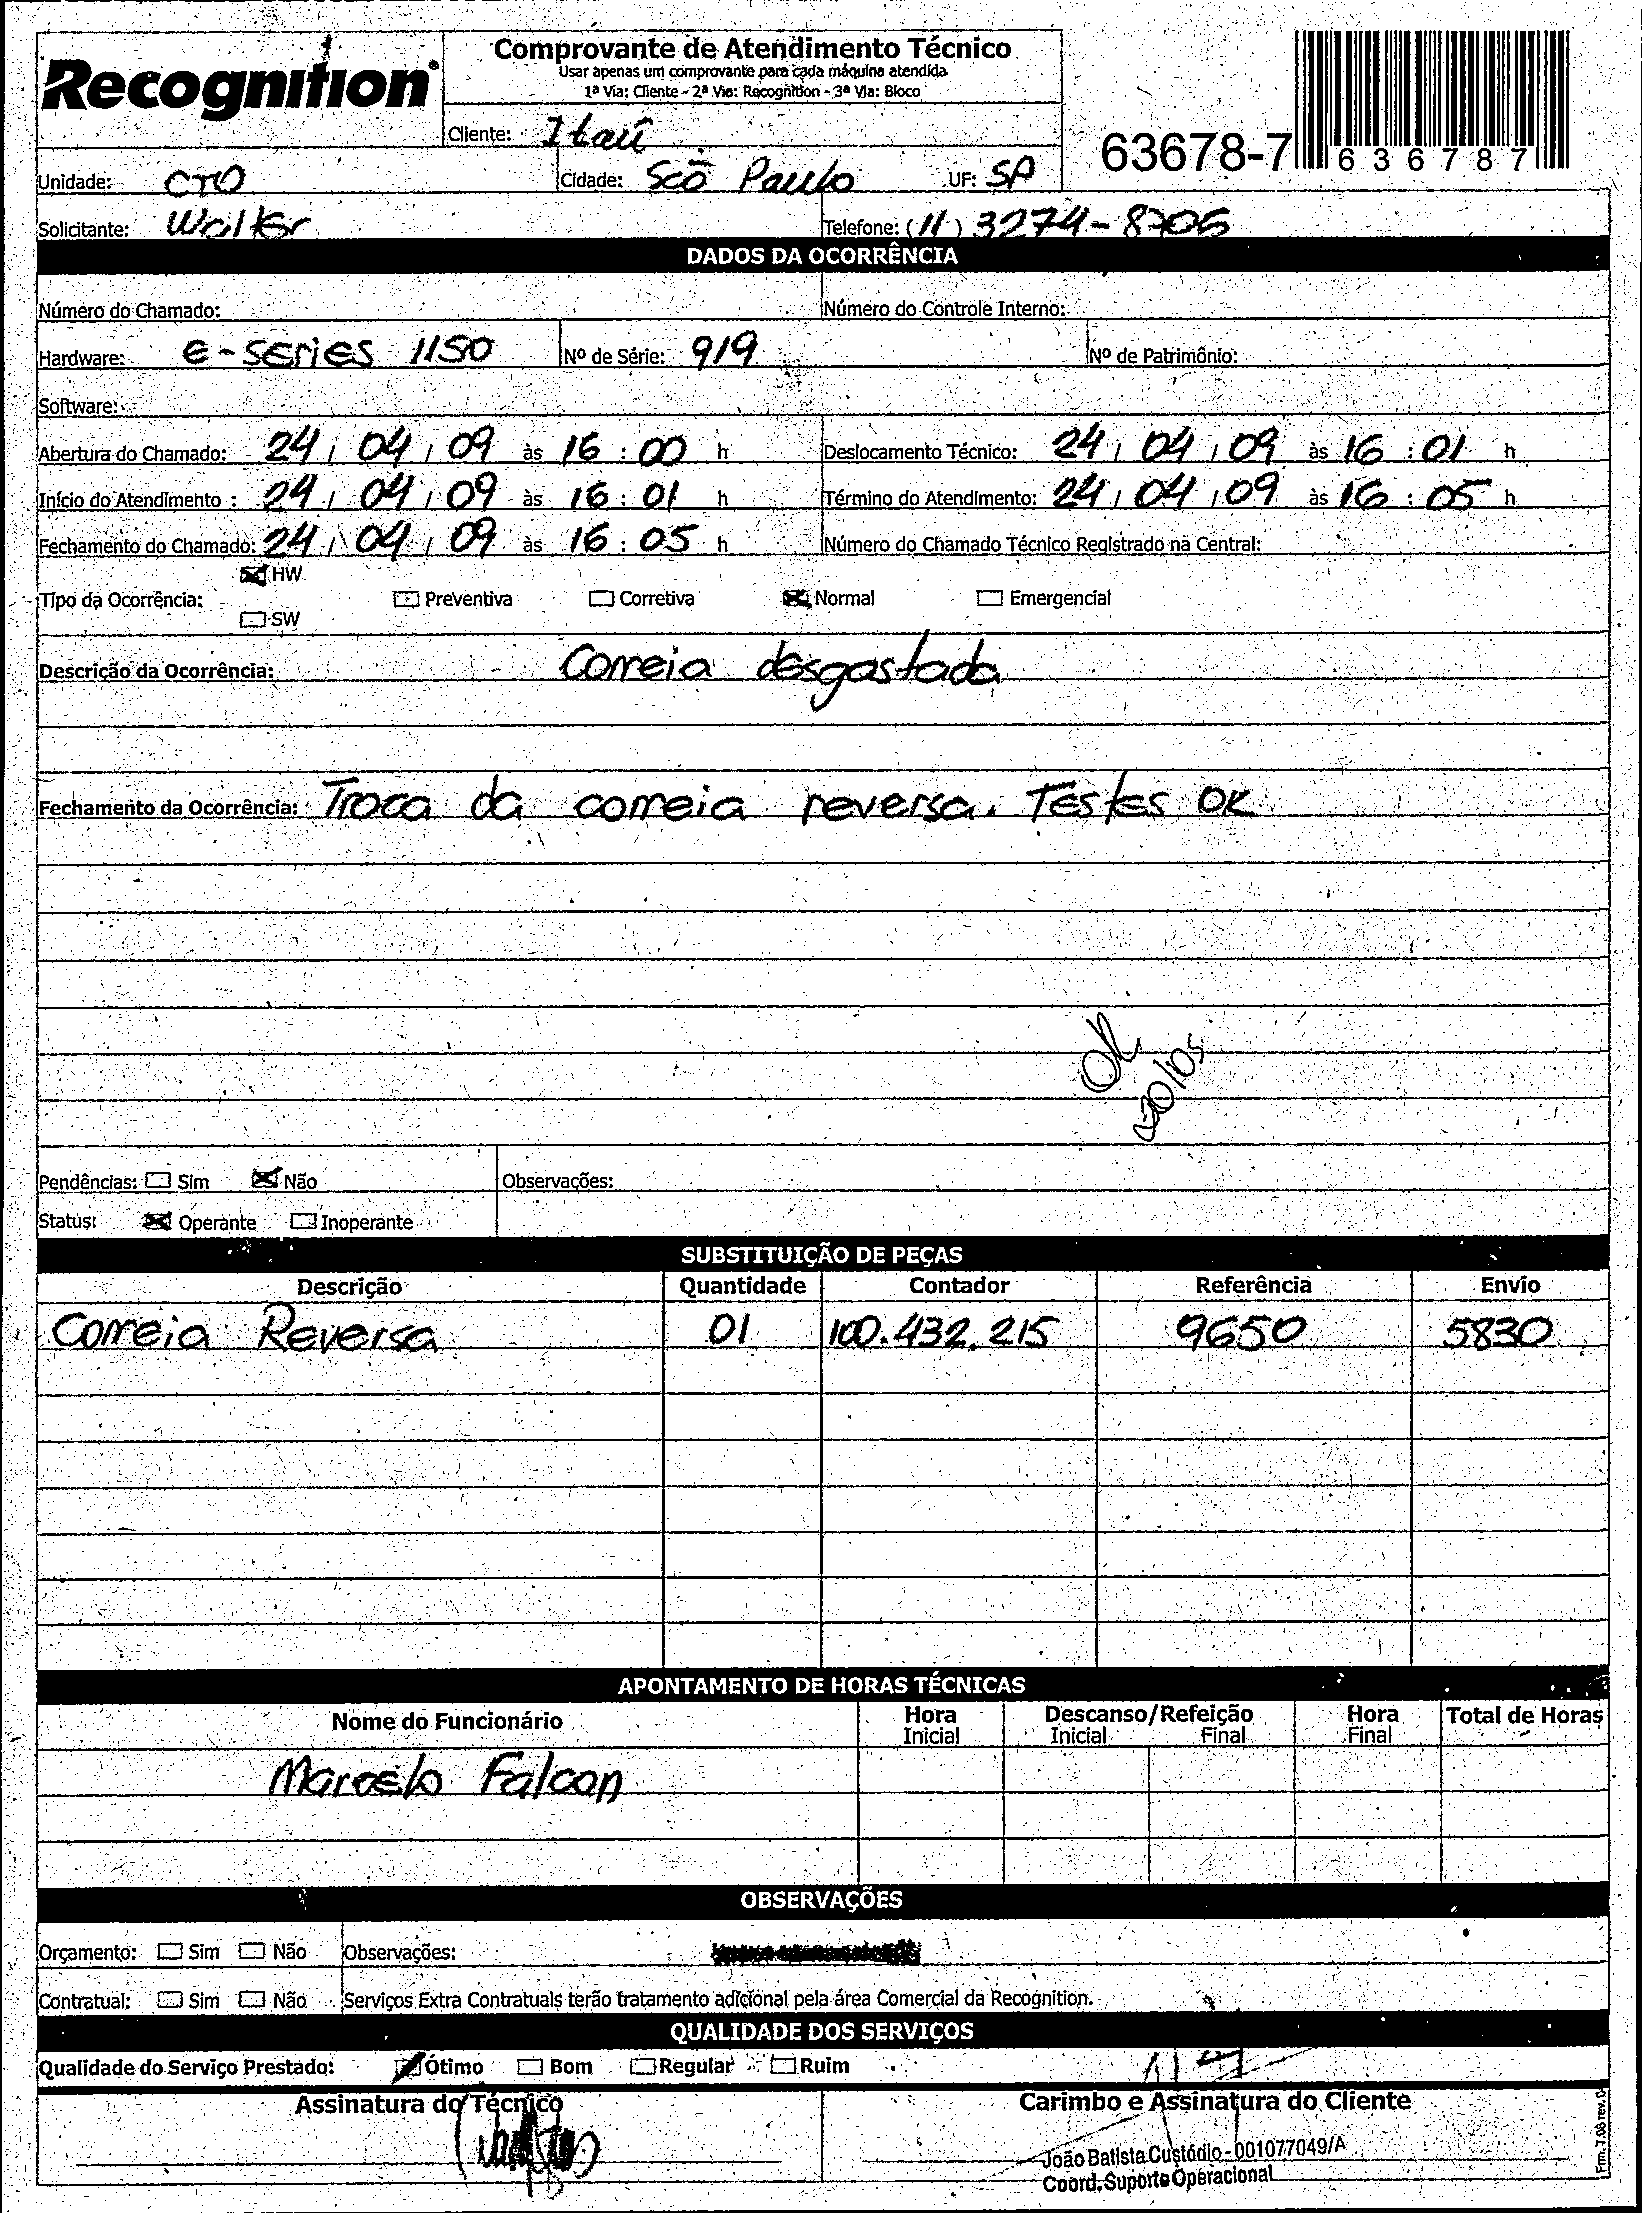 Recognition®
Comprovante de Atendimento Técnico
Usar apenas um comprovante para cada máquina atendida
1ª Via: Cliente - 2ª Via: Recognition - 3ª Via: Bloco
Cliente: Itaú
63678-7
6 3 6 7 8 7
Unidade: CTO Cidade: São Paulo UF: SP
Solicitante: Walter Telefone: (11) 3274-8705
DADOS DA OCORRÊNCIA
Número do Chamado: Número do Controle Interno:
Hardware: e-series 1150 Nº de Série: 919 Nº de Patrimônio:
Software:
Abertura do Chamado: 24 / 04 / 09 às 16 : 00 h Deslocamento Técnico: 24 / 04 / 09 às 16 : 01 h
Início do Atendimento : 24 / 04 / 09 às 16 : 01 h Término do Atendimento: 24 / 04 / 09 às 16 : 05 h
Fechamento do Chamado: 24 / 04 / 09 às 16 : 05 h Número do Chamado Técnico Registrado na Central:
HW
Tipo da Ocorrência: Preventiva Corretiva Normal Emergencial
SW
Descrição da Ocorrência: Correia desgastada
Fechamento da Ocorrência: Troca da correia reversa. Testes OK
OK
20/05
Pendências: Sim Não Observações:
Status: Operante Inoperante
SUBSTITUIÇÃO DE PEÇAS
Descrição Quantidade Contador Referência Envio
Correia Reversa 01 100.432.215 9650 5830
APONTAMENTO DE HORAS TÉCNICAS
Nome do Funcionário Hora Inicial Descanso/Refeição Inicial Final Hora Final Total de Horas
Marcelo Falcon
OBSERVAÇÕES
Orçamento: Sim Não Observações:
Contratual: Sim Não Serviços Extra Contratuais terão tratamento adicional pela área Comercial da Recognition.
QUALIDADE DOS SERVIÇOS
Qualidade do Serviço Prestado: Ótimo Bom Regular Ruim
Assinatura do Técnico Carimbo e Assinatura do Cliente
João Batista Custódio - 001077049/A
Coord. Suporte Operacional